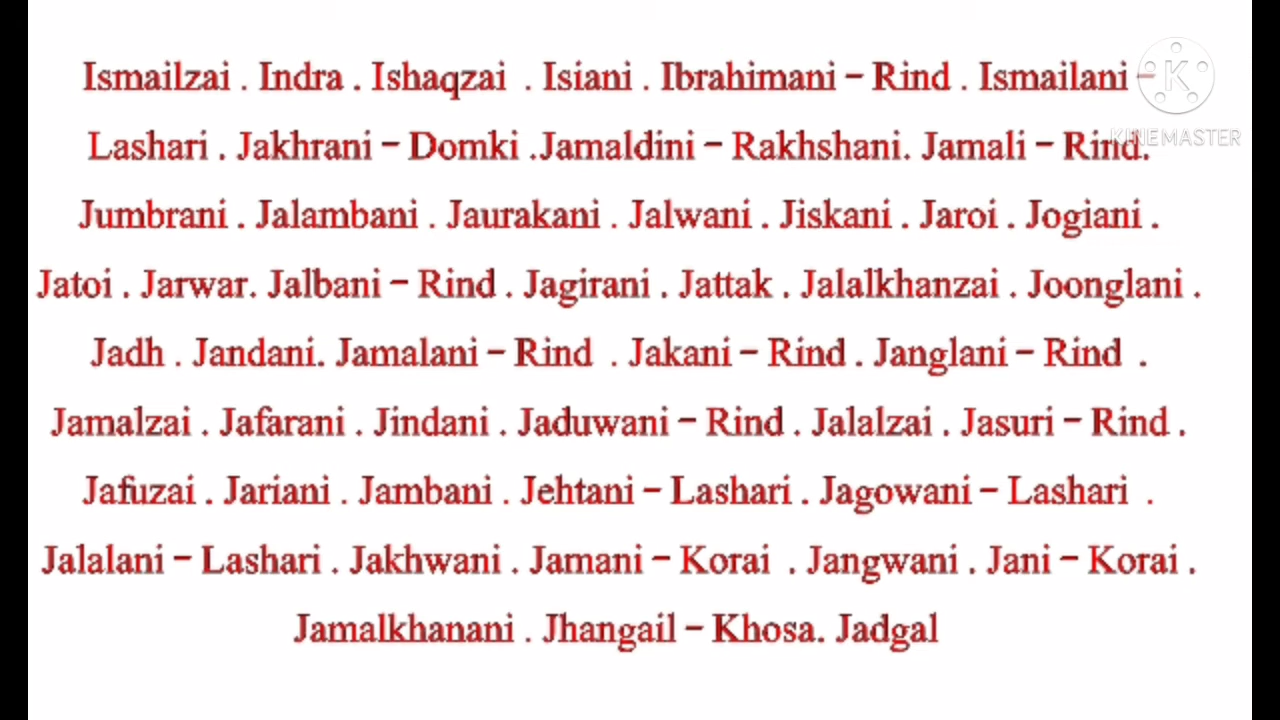 Ismailzai . Indra . Ishaqzai . Isiani . Ibrahimani – Rind . Ismailani –
Lashari . Jakhrani – Domki .Jamaldini – Rakhshani. Jamali – Rind.
Jumbrani . Jalambani . Jaurakani . Jalwani . Jiskani . Jaroi . Jogiani .
Jatoi . Jarwar. Jalbani – Rind . Jagirani . Jattak . Jalalkhanzai . Joonglani .
Jadh . Jandani. Jamalani – Rind . Jakani – Rind . Janglani – Rind .
Jamalzai . Jafarani . Jindani . Jaduwani – Rind . Jalalzai . Jasuri – Rind .
Jafuzai . Jariani . Jambani . Jehtani – Lashari . Jagowani – Lashari .
Jalalani – Lashari . Jakhwani . Jamani – Korai . Jangwani . Jani – Korai .
Jamalkhanani . Jhangail – Khosa. Jadgal
K
KINEMASTER